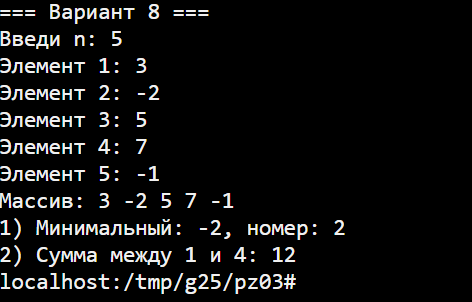 === Вариант 8 ===
Введи n: 5
Элемент 1: 3
Элемент 2: -2
Элемент 3: 5
Элемент 4: 7
Элемент 5: -1
Массив: 3 -2 5 7 -1
1) Минимальный: -2, номер: 2
2) Сумма между 1 и 4: 12
localhost:/tmp/g25/pz03#